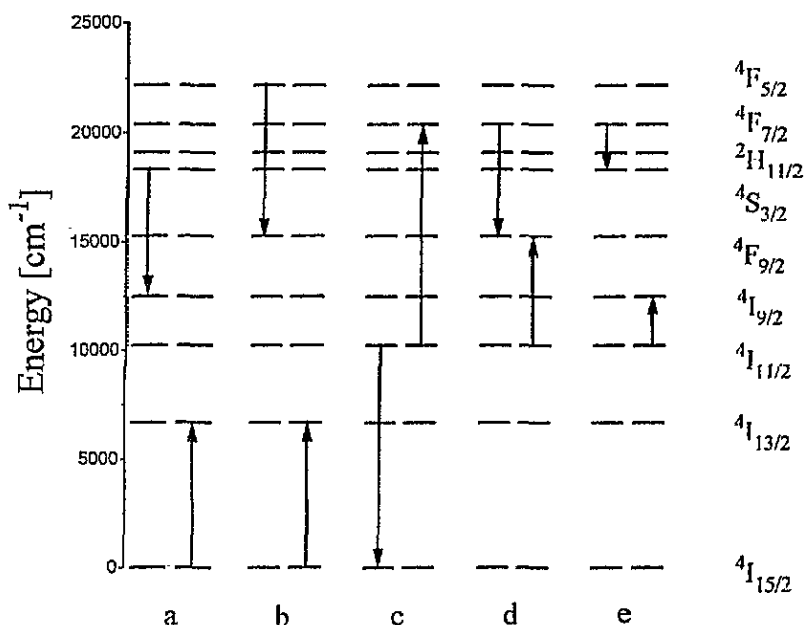 25000
20000
15000
10000
5000
0
Energy [cm⁻¹]
⁴F₅/₂
⁴F₇/₂
²H₁₁/₂
⁴S₃/₂
⁴F₉/₂
⁴I₉/₂
⁴I₁₁/₂
⁴I₁₃/₂
⁴I₁₅/₂
a b c d e